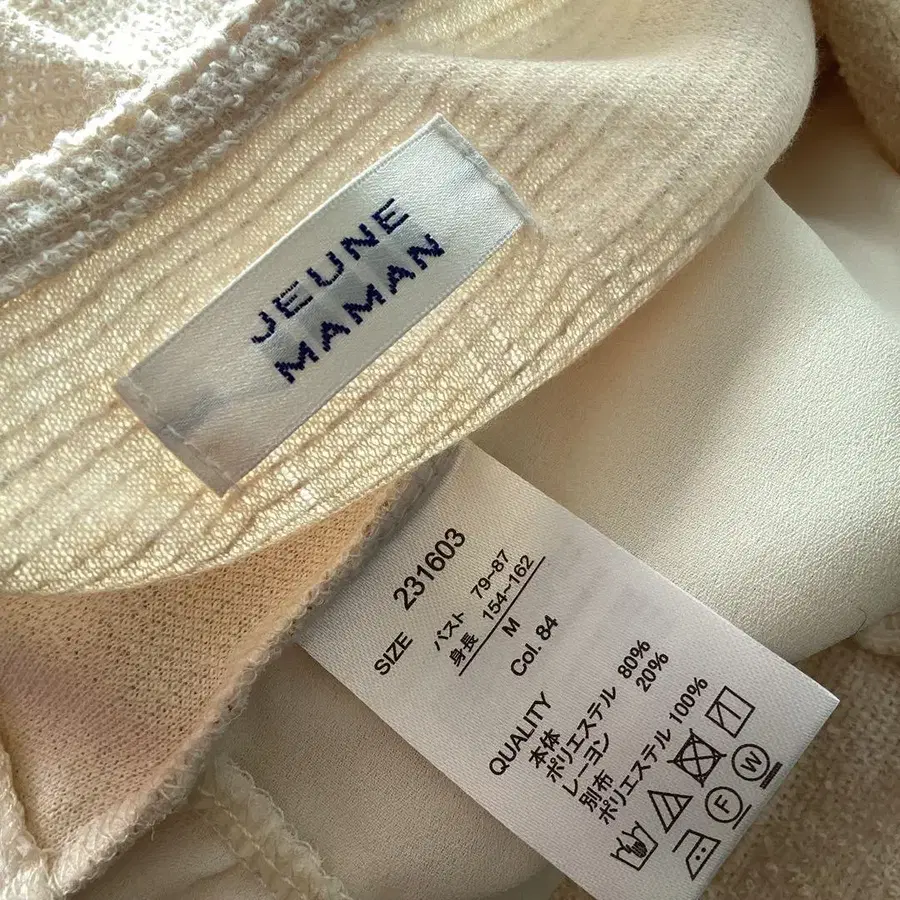 JEUNE
MAMAN
231603
SIZE
バスト 79~87
身長 154~162
M
Col. 84
QUALITY
本体
ポリエステル 80%
レーヨン 20%
別布
ポリエステル 100%
F
W